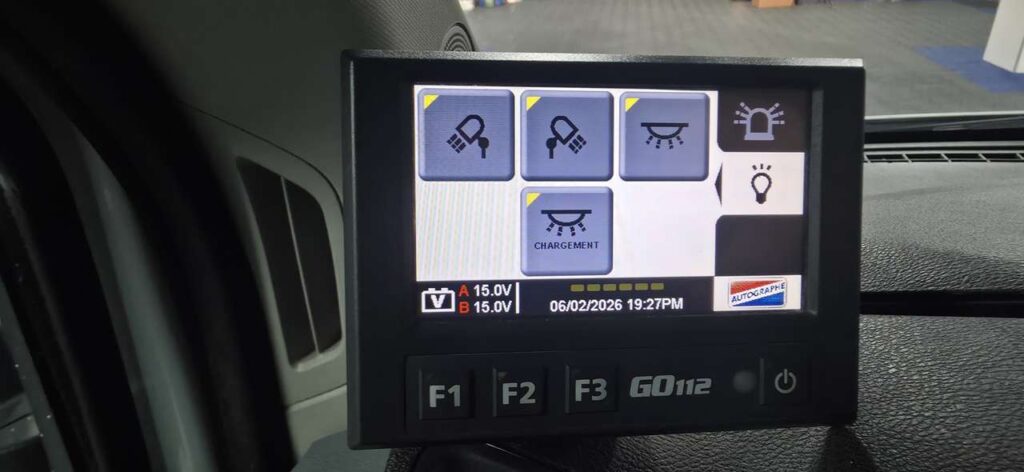 CHARGEMENT
V
A 15.0V
B 15.0V
06/02/2026 19:27PM
AUTOGRAPHE
F1 F2 F3 GO112